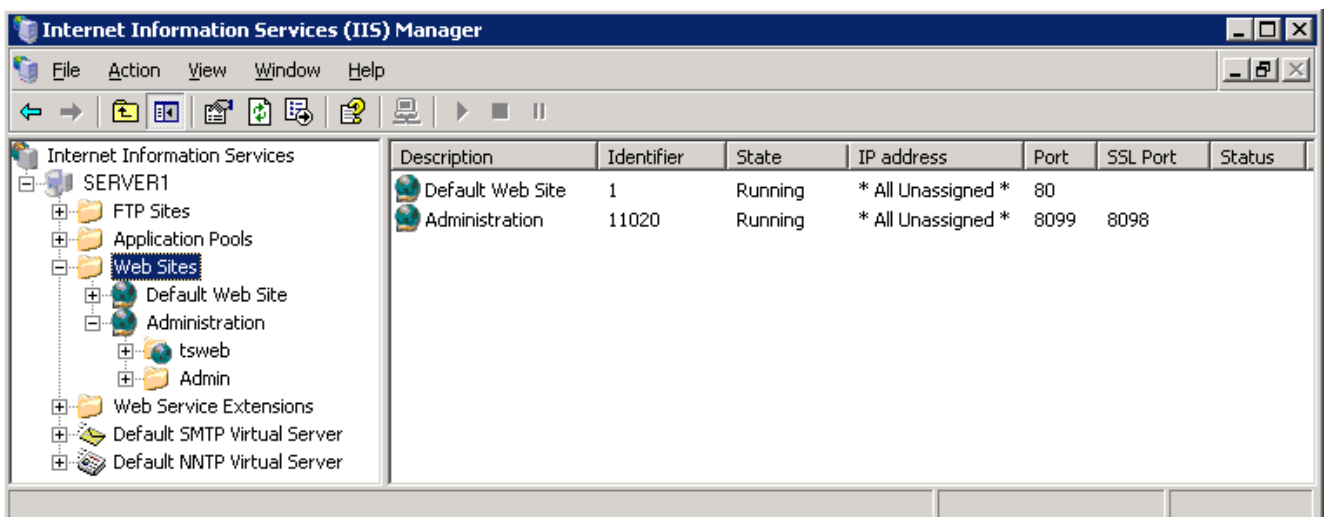 Internet Information Services (IIS) Manager
File Action View Window Help
Internet Information Services
SERVER1
FTP Sites
Application Pools
Web Sites
Default Web Site
Administration
tsweb
Admin
Web Service Extensions
Default SMTP Virtual Server
Default NNTP Virtual Server
Description Identifier State IP address Port SSL Port Status
Default Web Site 1 Running * All Unassigned * 80
Administration 11020 Running * All Unassigned * 8099 8098